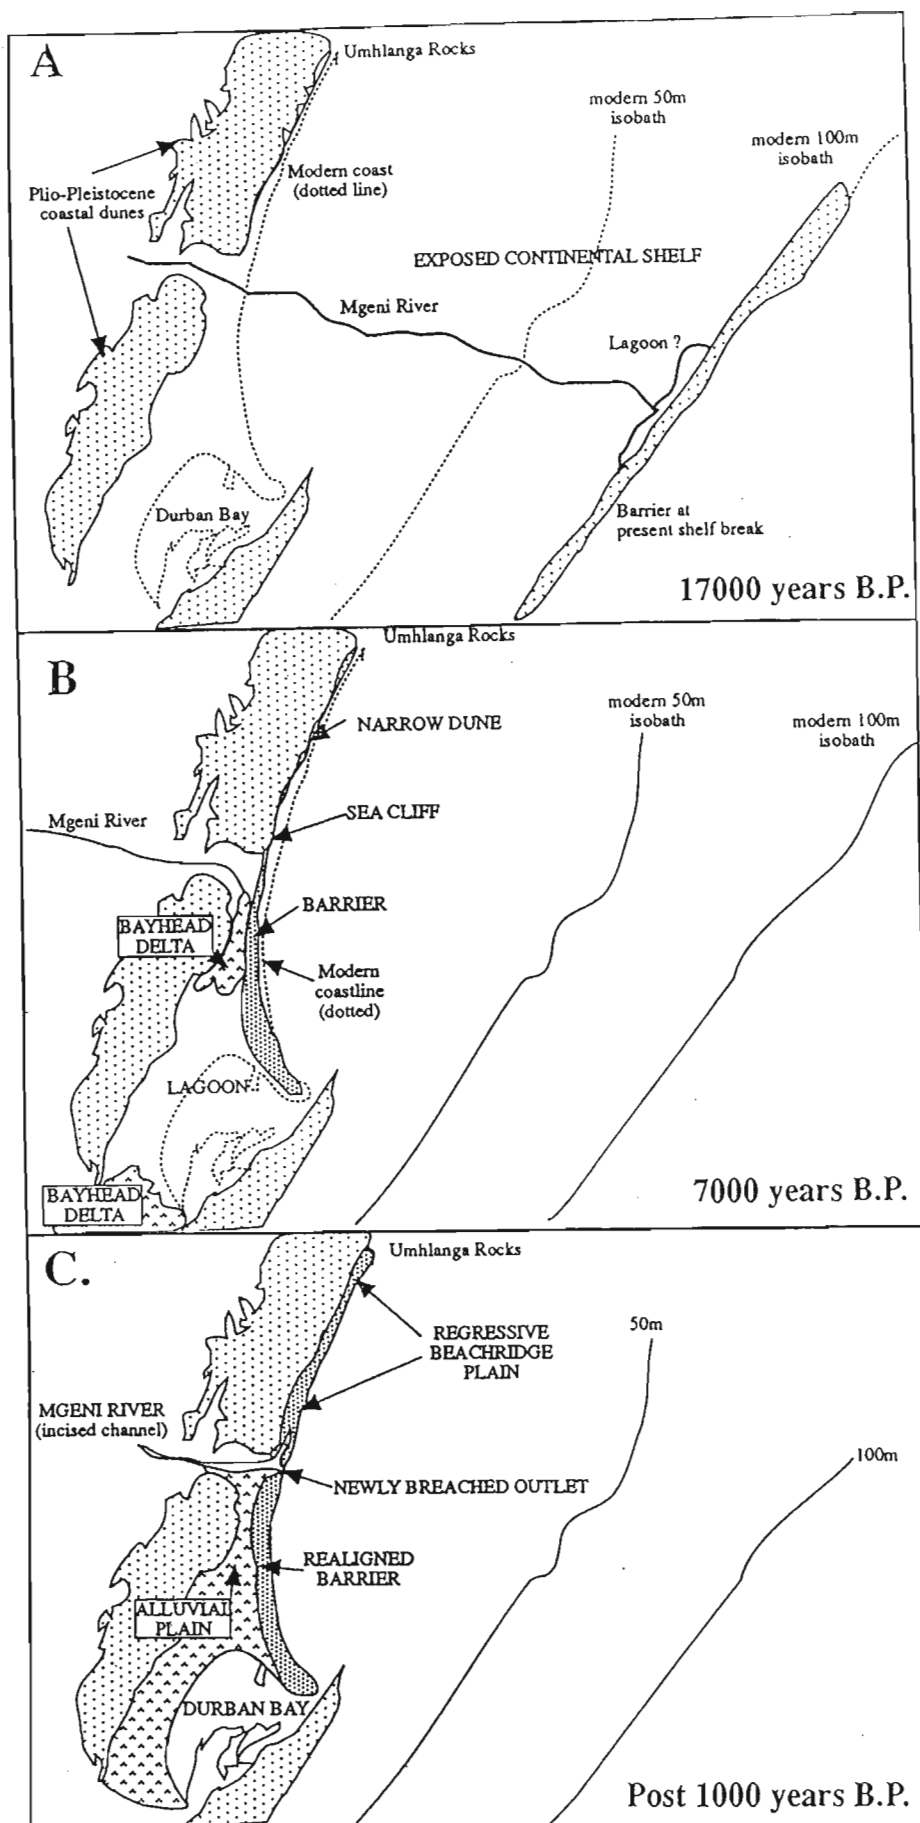 A
Umhlanga Rocks
modern 50m
isobath
modern 100m
isobath
Modern coast
(dotted line)
Plio-Pleistocene
coastal dunes
EXPOSED CONTINENTAL SHELF
Mgeni River
Lagoon ?
Durban Bay
Barrier at
present shelf break
17000 years B.P.
B
Umhlanga Rocks
modern 50m
isobath
modern 100m
isobath
NARROW DUNE
Mgeni River
SEA CLIFF
BARRIER
BAYHEAD
DELTA
Modern
coastline
(dotted)
LAGOON
BAYHEAD
DELTA
7000 years B.P.
C.
Umhlanga Rocks
50m
REGRESSIVE
BEACHRIDGE
PLAIN
MGENI RIVER
(incised channel)
100m
NEWLY BREACHED OUTLET
REALIGNED
BARRIER
ALLUVIAL
PLAIN
DURBAN BAY
Post 1000 years B.P.